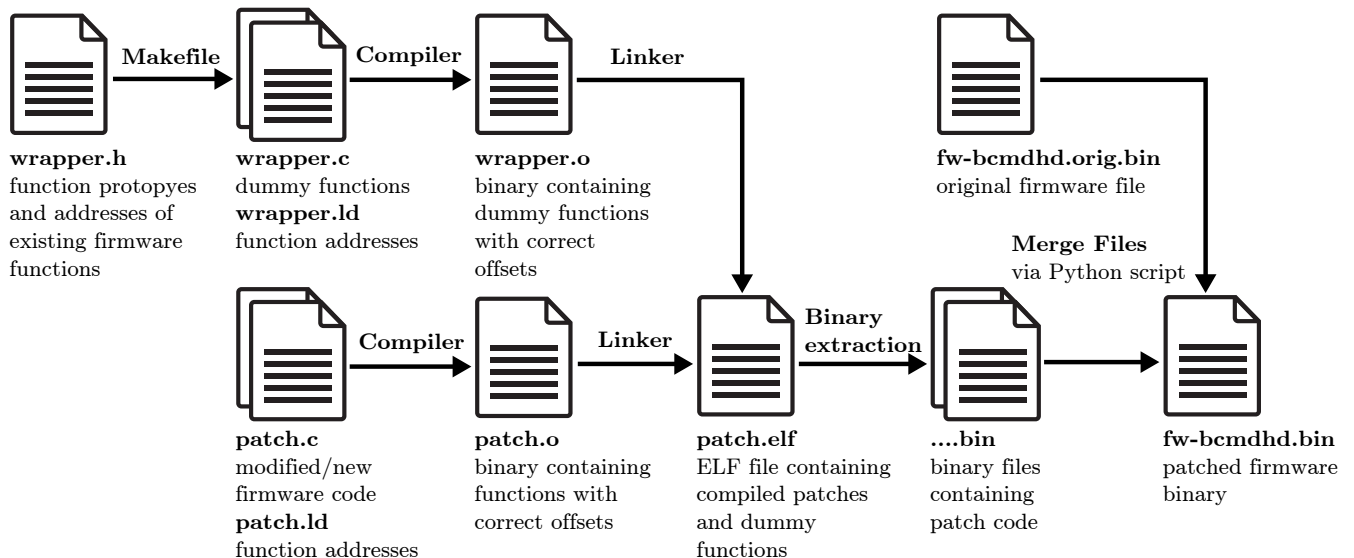 Makefile
Compiler
Linker
wrapper.h
function protopyes
and addresses of
existing firmware
functions
wrapper.c
dummy functions
wrapper.ld
function addresses
wrapper.o
binary containing
dummy functions
with correct
offsets
fw-bcmdhd.orig.bin
original firmware file
Merge Files
via Python script
Compiler
Linker
Binary
extraction
patch.c
modified/new
firmware code
patch.ld
function addresses
patch.o
binary containing
functions with
correct offsets
patch.elf
ELF file containing
compiled patches
and dummy
functions
....bin
binary files
containing
patch code
fw-bcmdhd.bin
patched firmware
binary